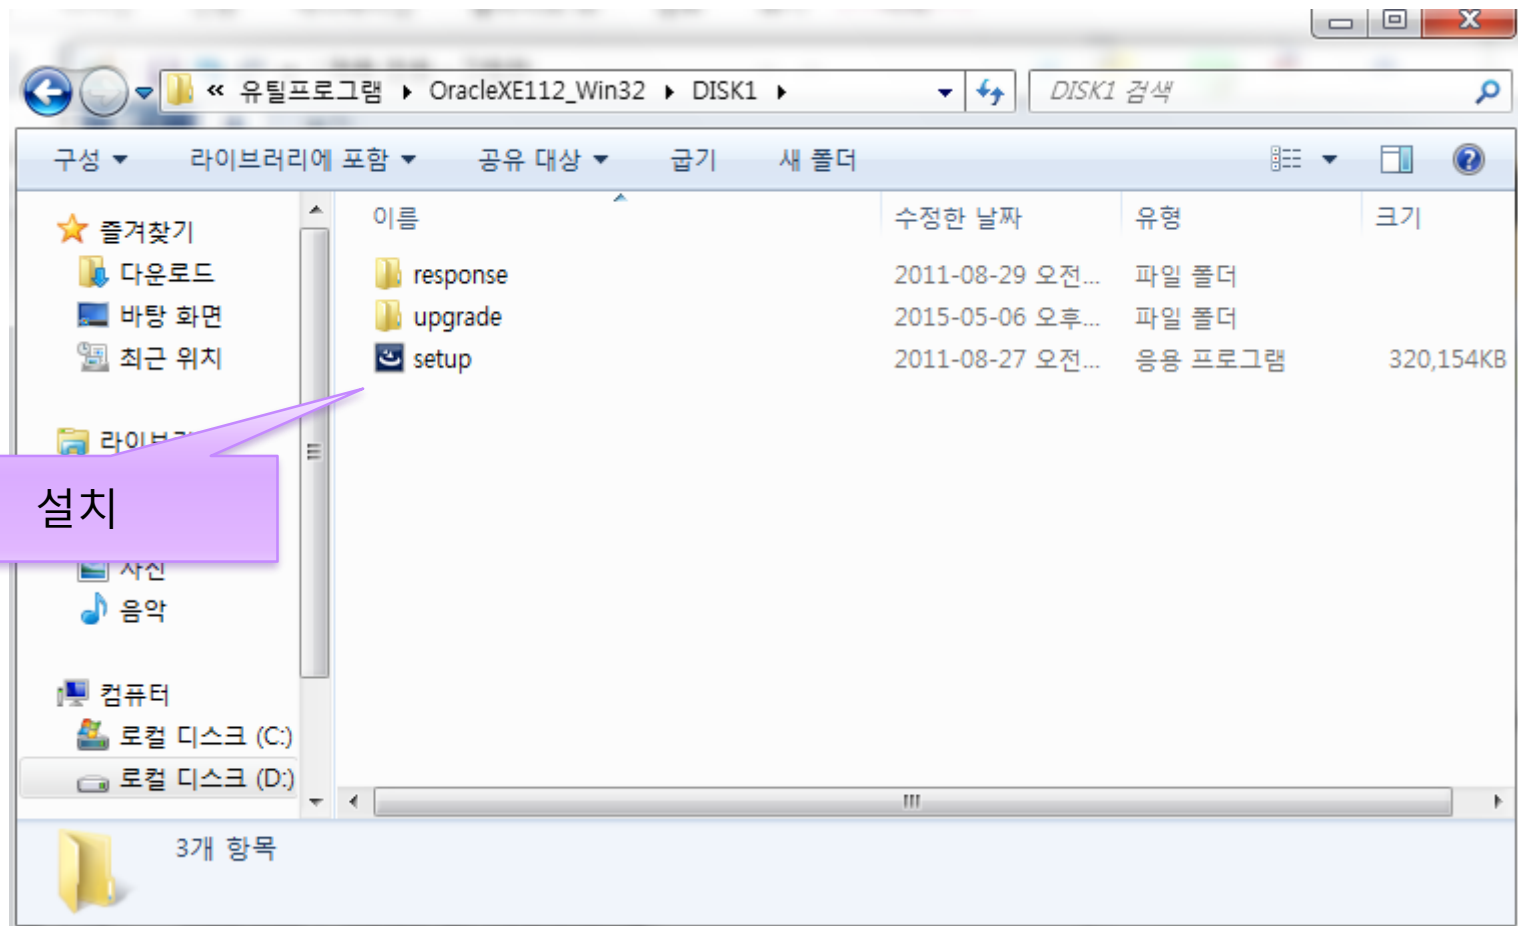 « 유틸프로그램 ▸ OracleXE112_Win32 ▸ DISK1 ▸
DISK1 검색
구성 라이브러리에 포함 공유 대상 굽기 새 폴더
이름 수정한 날짜 유형 크기
즐겨찾기
다운로드
바탕 화면
최근 위치
response 2011-08-29 오전... 파일 폴더
upgrade 2015-05-06 오후... 파일 폴더
setup 2011-08-27 오전... 응용 프로그램 320,154KB
설치
사진
음악
컴퓨터
로컬 디스크 (C:)
로컬 디스크 (D:)
3개 항목